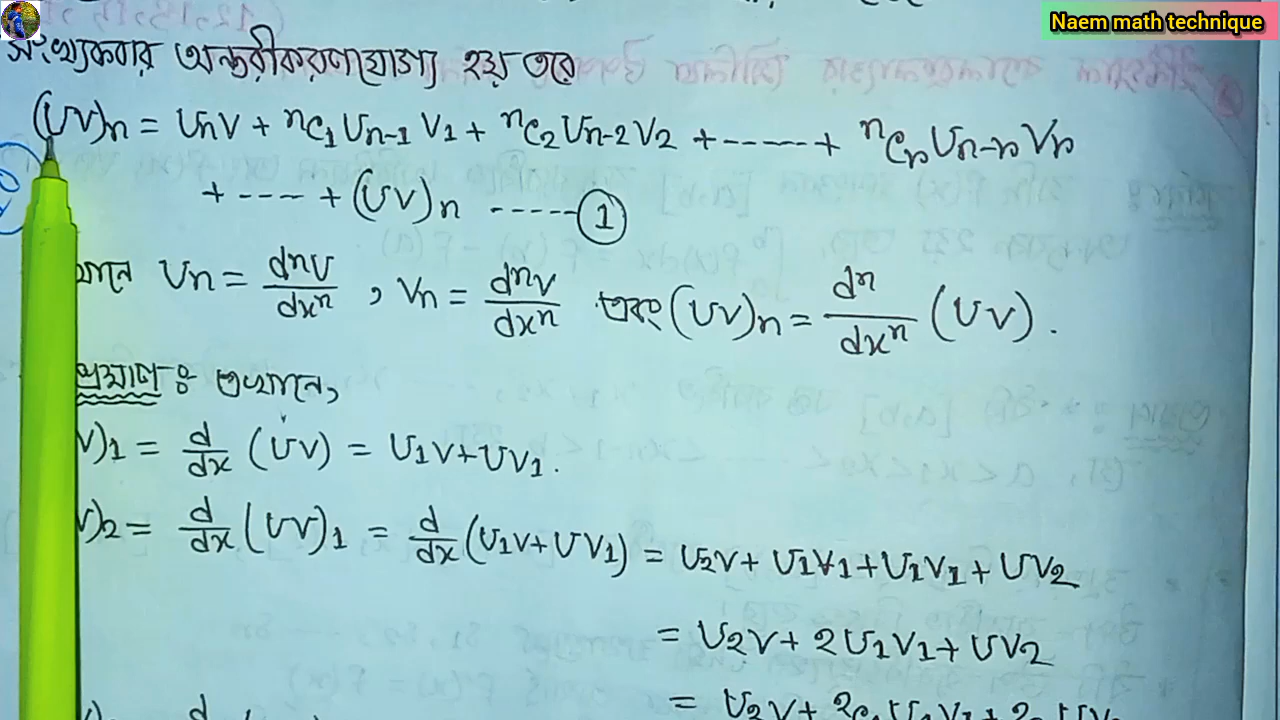 Naem math technique
সংখ্যকবার অন্তরীকরণযোগ্য হয় তবে
(UV)n = UnV + ⁿC₁ Un-1 V₁ + ⁿC₂ Un-2 V₂ + ----- + ⁿCr Un-r Vr
+ ---- + (UV)n ----- ①
খানে Un = dⁿU/dxⁿ , Vn = dⁿV/dxⁿ এবং (UV)n = dⁿ/dxⁿ (UV) .
প্রমাণ ঃ এখানে,
V)₁ = d/dx (UV) = U₁V + UV₁ .
V)₂ = d/dx (UV)₁ = d/dx (U₁V + UV₁) = U₂V + U₁V₁ + U₁V₁ + UV₂
= U₂V + 2U₁V₁ + UV₂